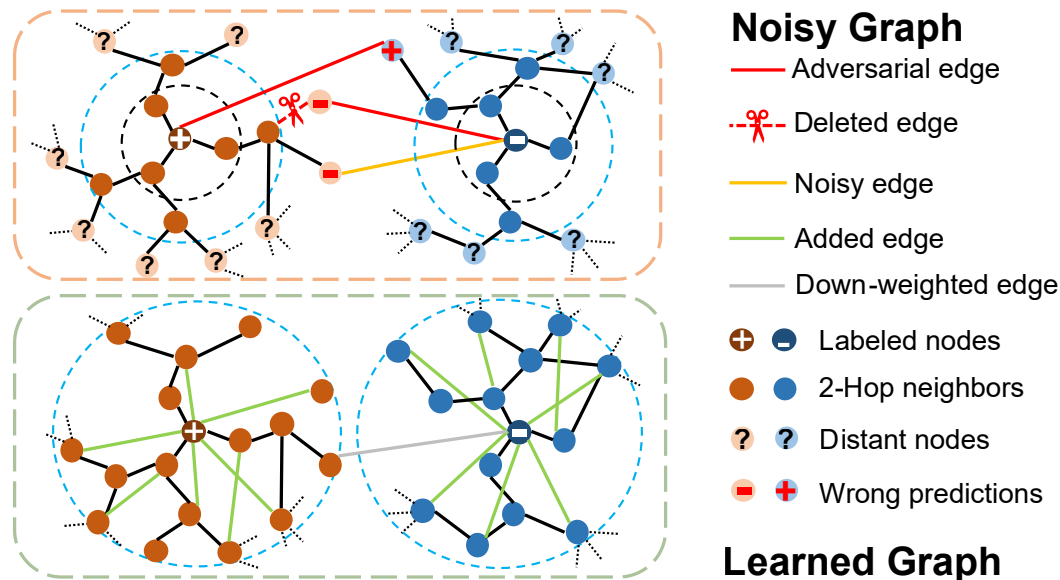 Noisy Graph
Adversarial edge
Deleted edge
Noisy edge
Added edge
Down-weighted edge
+ - Labeled nodes
2-Hop neighbors
? ? Distant nodes
- + Wrong predictions
Learned Graph
? ? + ? ? ?
-
+ -
? -
? ? ? ? ?
? ?
+ -